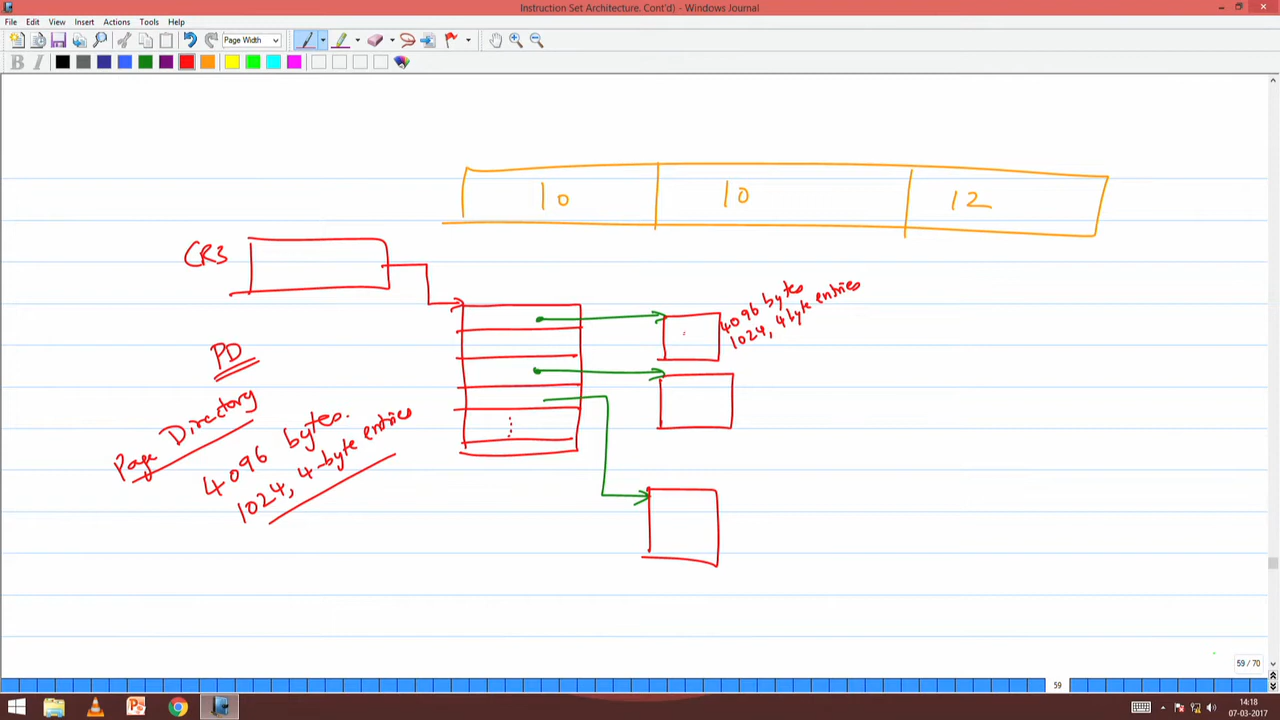 Instruction Set Architecture. Cont'd) - Windows Journal
File Edit View Insert Actions Tools Help
Page Width
B I
10 10 12
CR3
4096 bytes
1024, 4 byte entries
PD
Page Directory
4096 bytes.
1024, 4-byte entries
59 / 70
59
14:18
07-03-2017